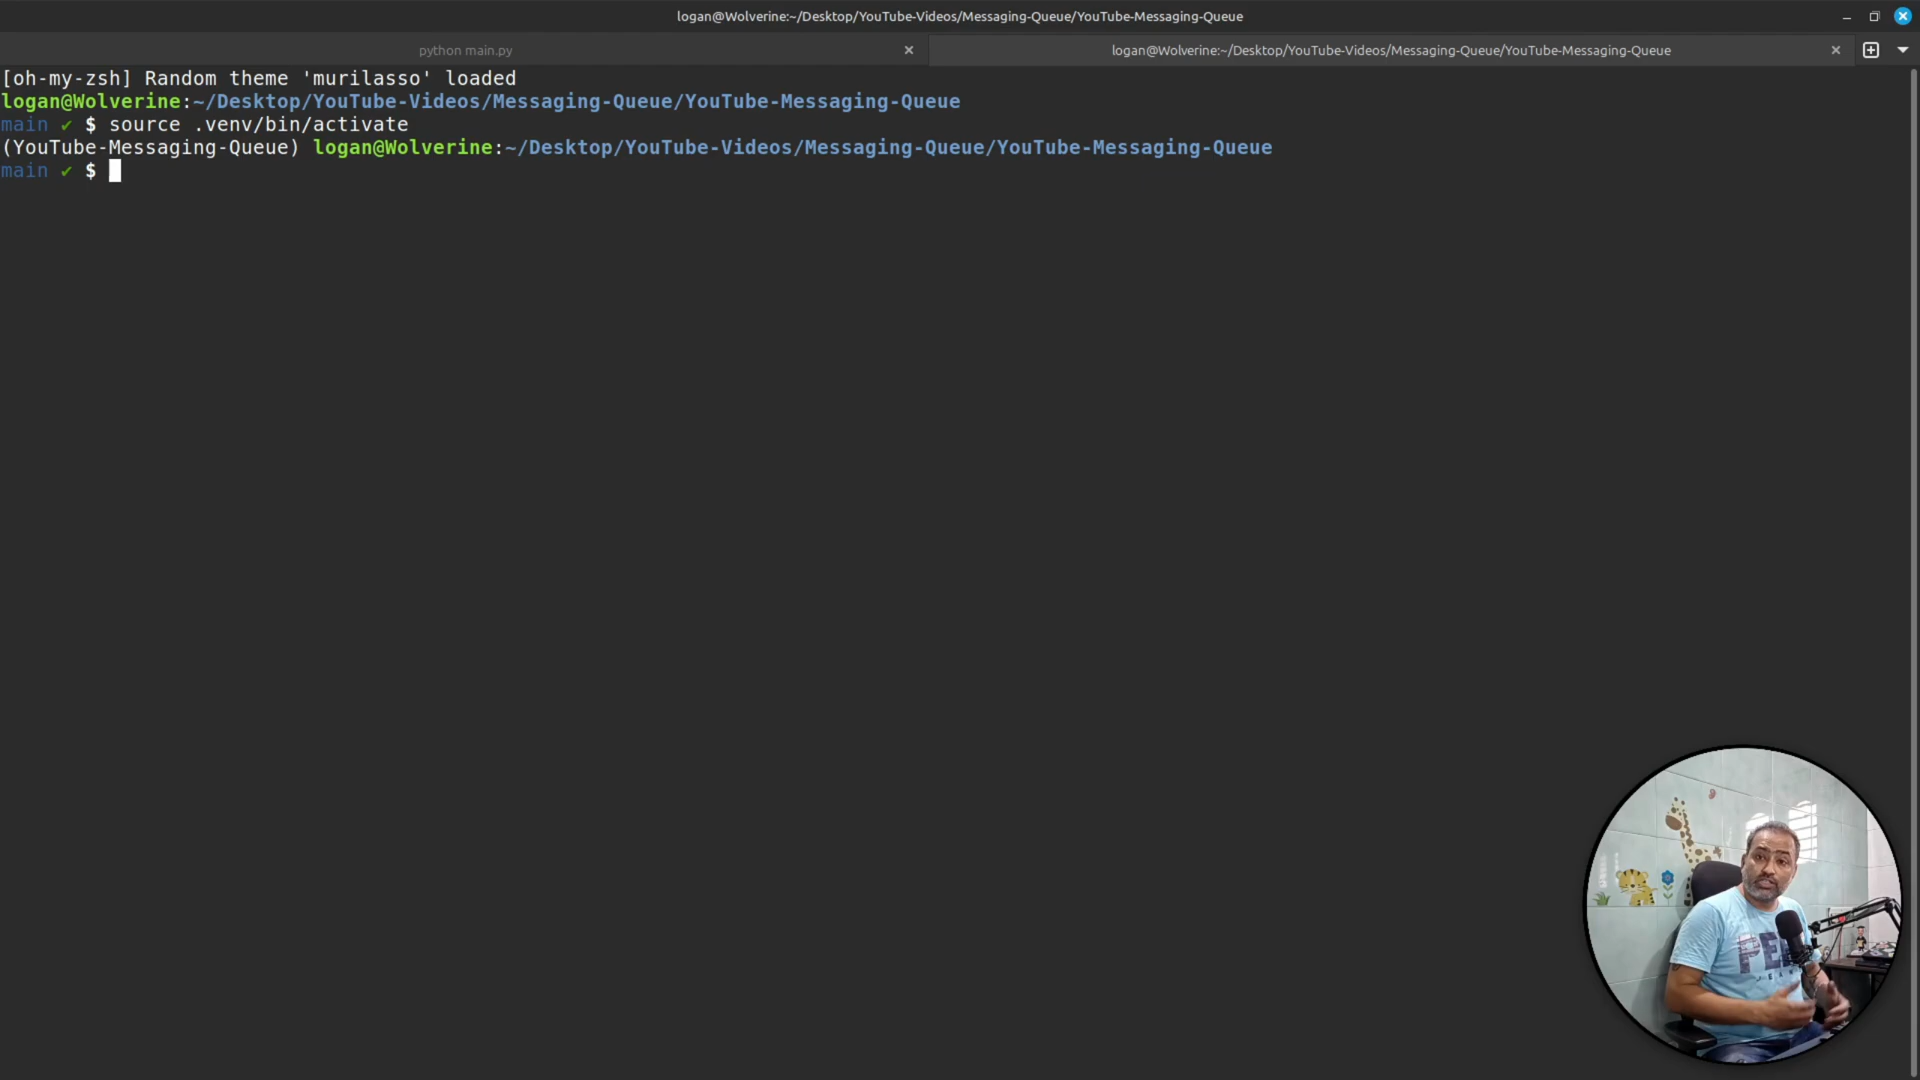 logan@Wolverine:~/Desktop/YouTube-Videos/Messaging-Queue/YouTube-Messaging-Queue
python main.py
logan@Wolverine:~/Desktop/YouTube-Videos/Messaging-Queue/YouTube-Messaging-Queue
[oh-my-zsh] Random theme 'murilasso' loaded
logan@Wolverine:~/Desktop/YouTube-Videos/Messaging-Queue/YouTube-Messaging-Queue
main ✔ $ source .venv/bin/activate
(YouTube-Messaging-Queue) logan@Wolverine:~/Desktop/YouTube-Videos/Messaging-Queue/YouTube-Messaging-Queue
main ✔ $